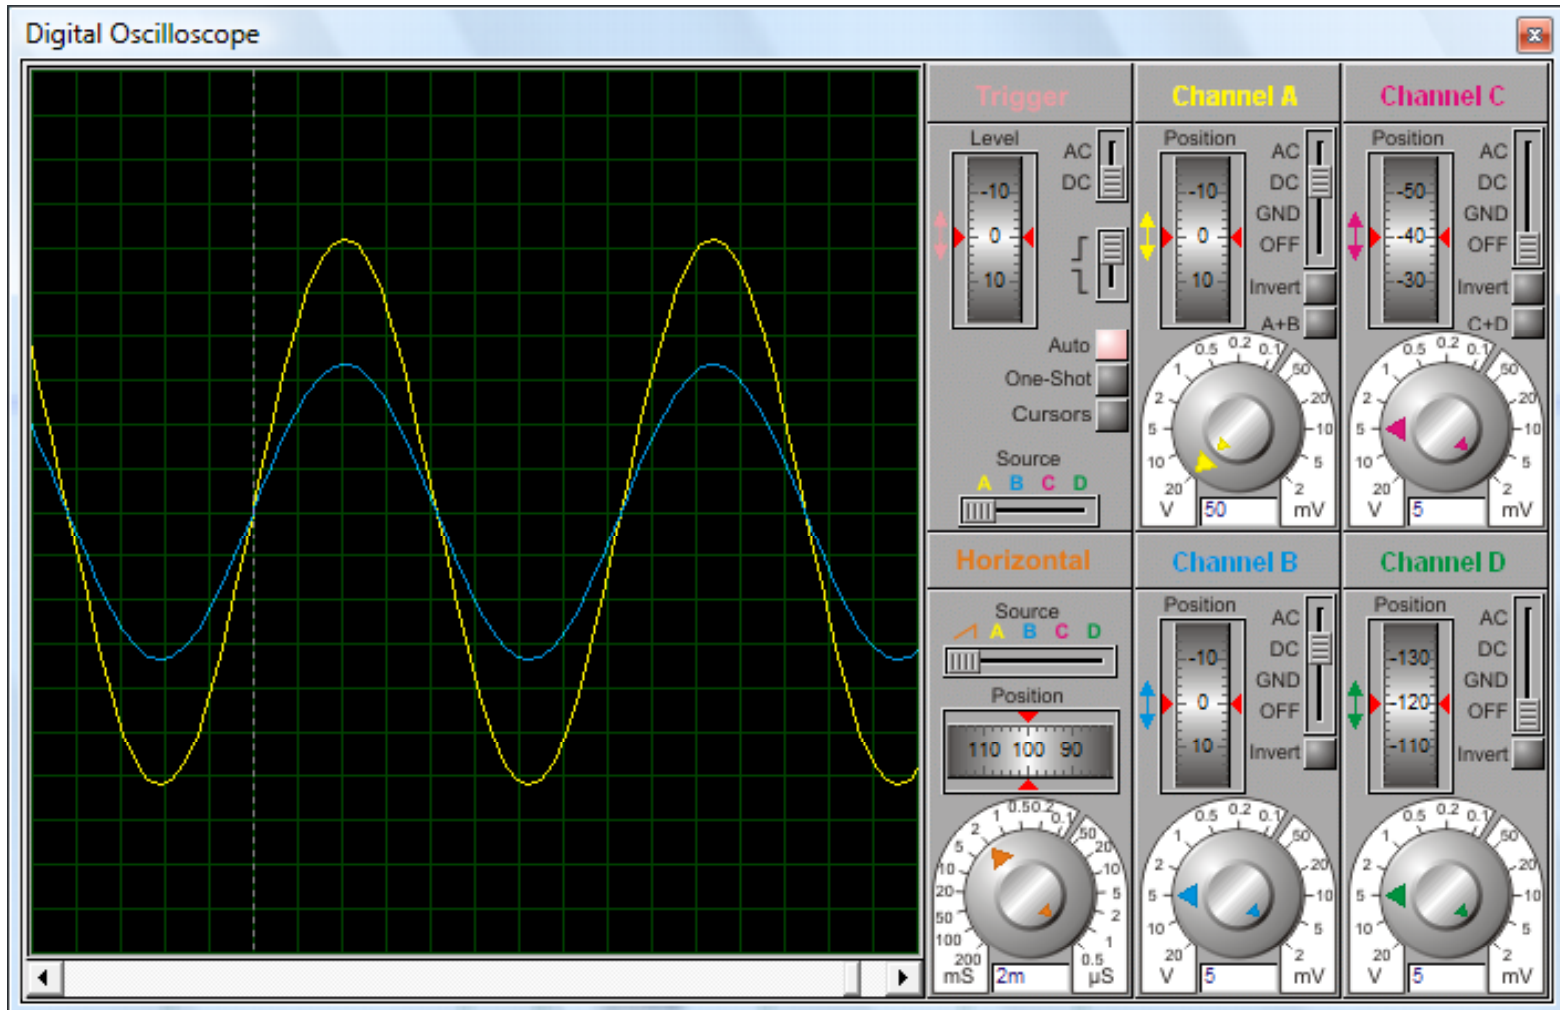 Digital Oscilloscope
Trigger
Level
AC
DC
-10
0
10
Auto
One-Shot
Cursors
Source
A B C D
Channel A
Position
AC
DC
GND
OFF
-10
0
10
Invert
A+B
0.5 0.2 0.1
1 50
2 20
5 10
10 5
20 2
V 50 mV
Channel C
Position
AC
DC
GND
OFF
-50
-40
-30
Invert
C+D
0.5 0.2 0.1
1 50
2 20
5 10
10 5
20 2
V 5 mV
Horizontal
Source
A B C D
Position
110 100 90
1 0.5 0.2 0.1
2 50
5 20
10 10
20 5
50 2
100 1
200 0.5
mS 2m µS
Channel B
Position
AC
DC
GND
OFF
-10
0
10
Invert
0.5 0.2 0.1
1 50
2 20
5 10
10 5
20 2
V 5 mV
Channel D
Position
AC
DC
GND
OFF
-130
-120
-110
Invert
0.5 0.2 0.1
1 50
2 20
5 10
10 5
20 2
V 5 mV